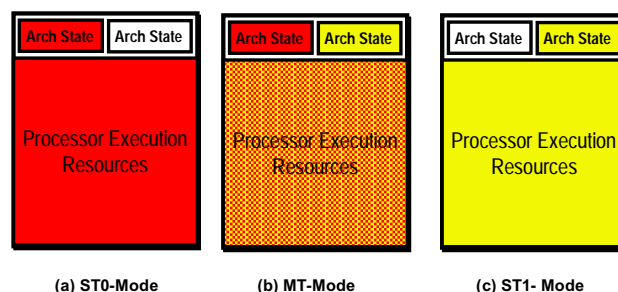 Arch State Arch State
Processor Execution
Resources
(a) ST0-Mode
Arch State Arch State
Processor Execution
Resources
(b) MT-Mode
Arch State Arch State
Processor Execution
Resources
(c) ST1- Mode